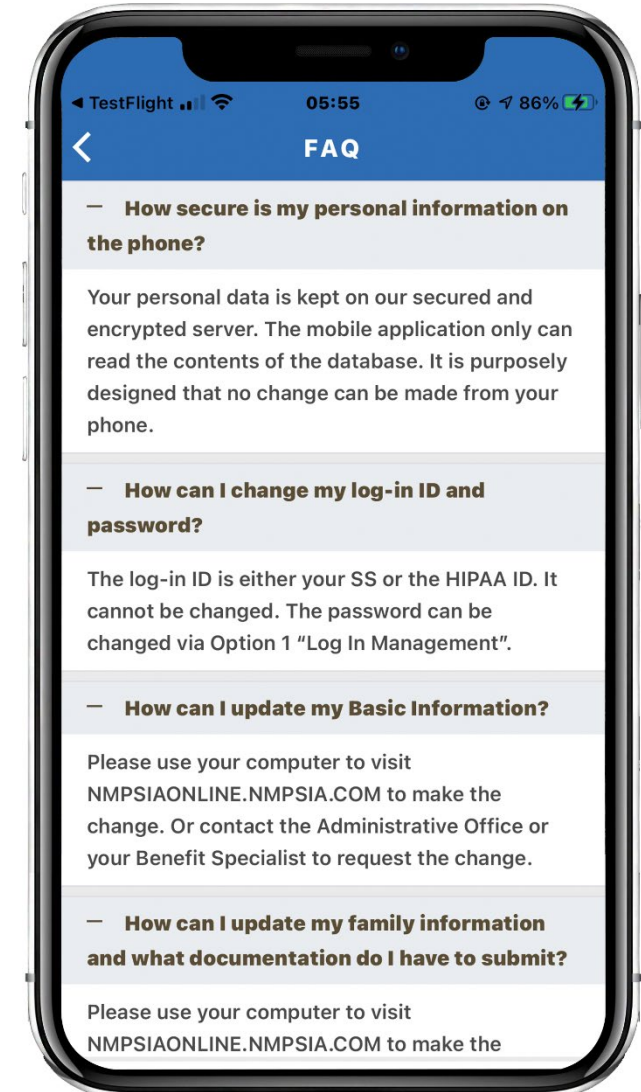 ◀ TestFlight 05:55 86%
FAQ
— How secure is my personal information on
the phone?
Your personal data is kept on our secured and
encrypted server. The mobile application only can
read the contents of the database. It is purposely
designed that no change can be made from your
phone.
— How can I change my log-in ID and
password?
The log-in ID is either your SS or the HIPAA ID. It
cannot be changed. The password can be
changed via Option 1 “Log In Management”.
— How can I update my Basic Information?
Please use your computer to visit
NMPSIAONLINE.NMPSIA.COM to make the
change. Or contact the Administrative Office or
your Benefit Specialist to request the change.
— How can I update my family information
and what documentation do I have to submit?
Please use your computer to visit
NMPSIAONLINE.NMPSIA.COM to make the